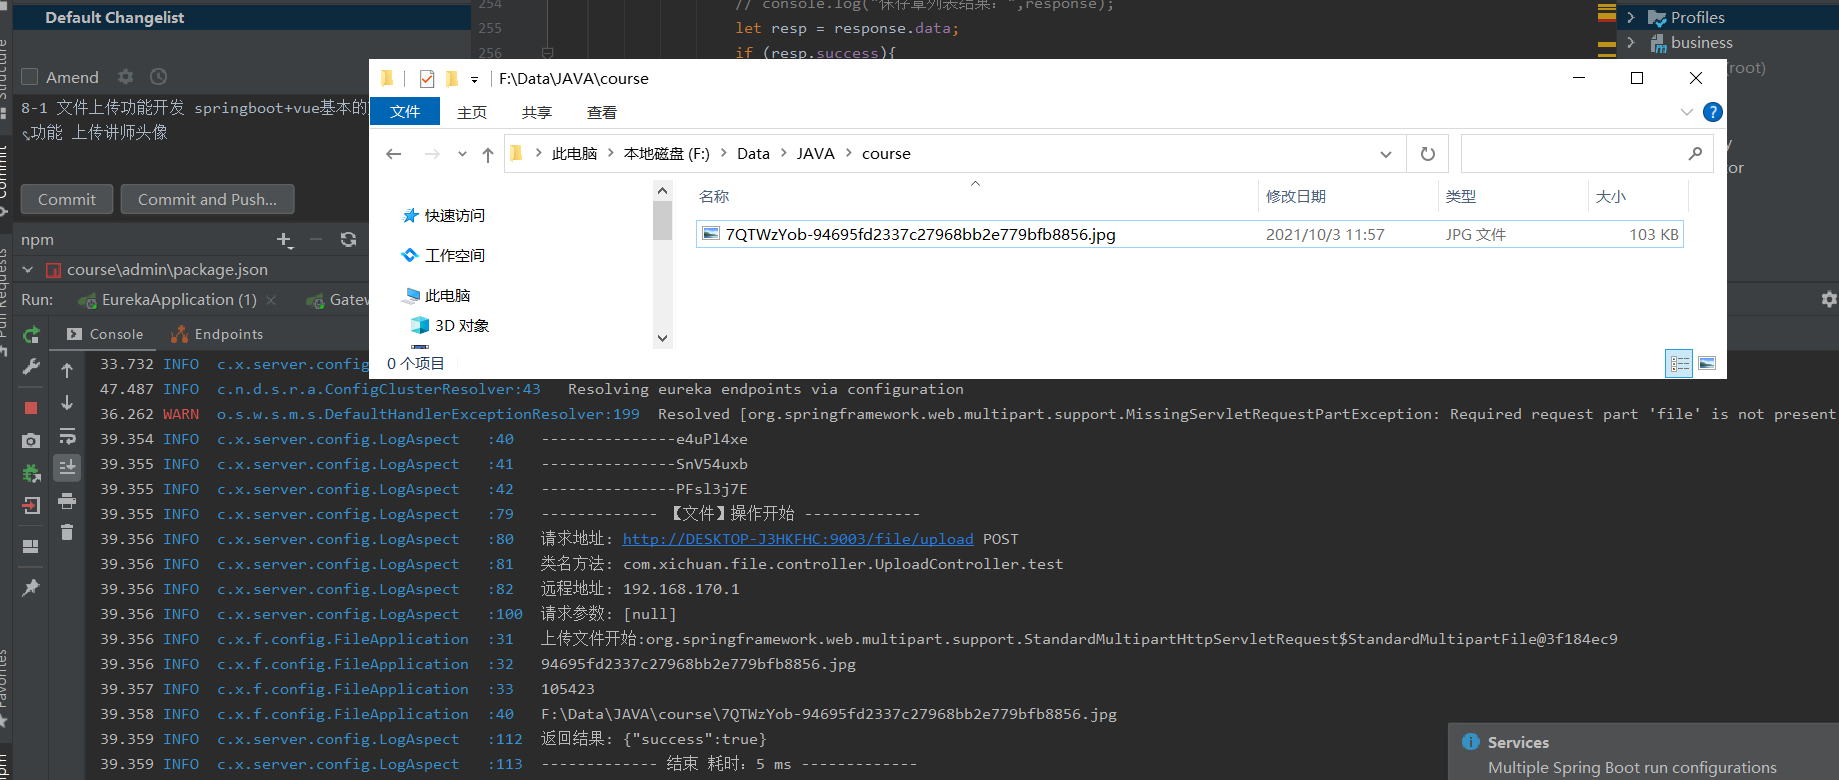 Default Changelist
Amend
8-1 文件上传功能开发 springboot+vue基本的
功能 上传讲师头像
Commit
Commit and Push...
npm
course\admin\package.json
Run:
EurekaApplication (1)
Gatew
Console
Endpoints
Structure
Commit
Pull Requests
Favorites
npm
254
// console.log("保存章列表结果：",response);
255
let resp = response.data;
256
if (resp.success){
Profiles
business
(root)
F:\Data\JAVA\course
文件
主页
共享
查看
?
此电脑
本地磁盘 (F:)
Data
JAVA
course
快速访问
工作空间
此电脑
3D 对象
名称
修改日期
类型
大小
7QTWzYob-94695fd2337c27968bb2e779bfb8856.jpg
2021/10/3 11:57
JPG 文件
103 KB
0 个项目
33.732 INFO c.x.server.config.
47.487 INFO c.n.d.s.r.a.ConfigClusterResolver:43 Resolving eureka endpoints via configuration
36.262 WARN o.s.w.s.m.s.DefaultHandlerExceptionResolver:199 Resolved [org.springframework.web.multipart.support.MissingServletRequestPartException: Required request part 'file' is not present
39.354 INFO c.x.server.config.LogAspect :40 ---------------e4uPl4xe
39.355 INFO c.x.server.config.LogAspect :41 ---------------SnV54uxb
39.355 INFO c.x.server.config.LogAspect :42 ---------------PFsl3j7E
39.355 INFO c.x.server.config.LogAspect :79 ------------- 【文件】操作开始 -------------
39.356 INFO c.x.server.config.LogAspect :80 请求地址: http://DESKTOP-J3HKFHC:9003/file/upload POST
39.356 INFO c.x.server.config.LogAspect :81 类名方法: com.xichuan.file.controller.UploadController.test
39.356 INFO c.x.server.config.LogAspect :82 远程地址: 192.168.170.1
39.356 INFO c.x.server.config.LogAspect :100 请求参数: [null]
39.356 INFO c.x.f.config.FileApplication :31 上传文件开始:org.springframework.web.multipart.support.StandardMultipartHttpServletRequest$StandardMultipartFile@3f184ec9
39.356 INFO c.x.f.config.FileApplication :32 94695fd2337c27968bb2e779bfb8856.jpg
39.357 INFO c.x.f.config.FileApplication :33 105423
39.358 INFO c.x.f.config.FileApplication :40 F:\Data\JAVA\course\7QTWzYob-94695fd2337c27968bb2e779bfb8856.jpg
39.359 INFO c.x.server.config.LogAspect :112 返回结果: {"success":true}
39.359 INFO c.x.server.config.LogAspect :113 ------------- 结束 耗时：5 ms -------------
Services
Multiple Spring Boot run configurations